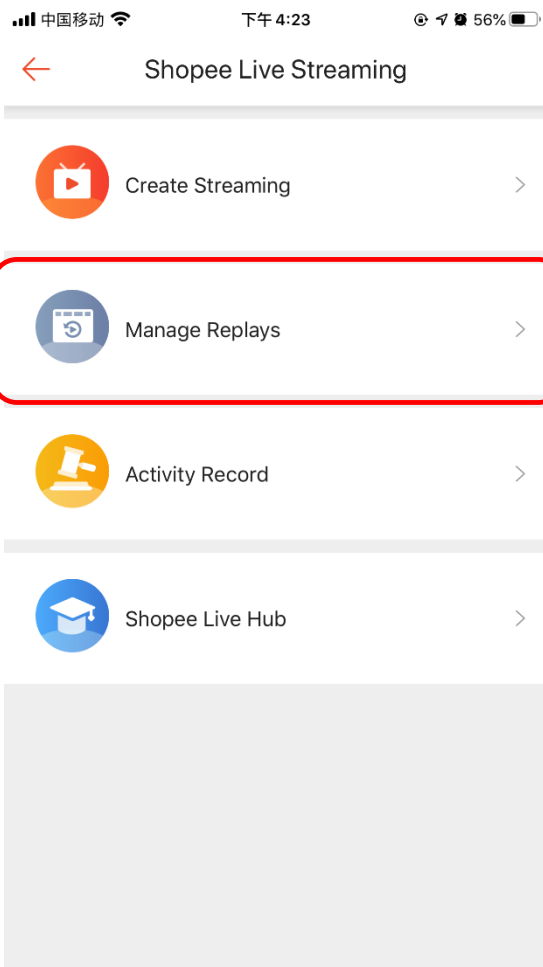 中国移动 下午 4:23 56%
Shopee Live Streaming
Create Streaming
Manage Replays
Activity Record
Shopee Live Hub